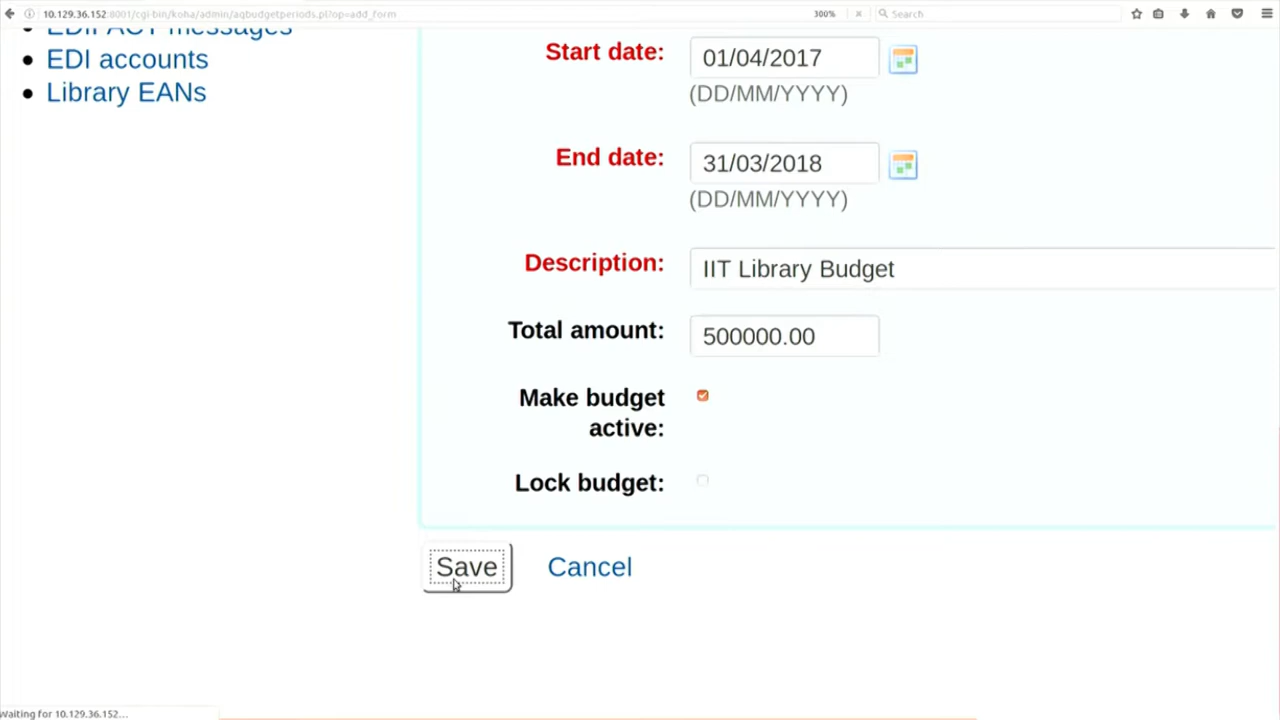 10.129.36.152:8001/cgi-bin/koha/admin/aqbudgetperiods.pl?op=add_form
300%
Search
EDIFACT messages
EDI accounts
Library EANs
Start date:
01/04/2017
(DD/MM/YYYY)
End date:
31/03/2018
(DD/MM/YYYY)
Description:
IIT Library Budget
Total amount:
500000.00
Make budget
active:
Lock budget:
Save
Cancel
Waiting for 10.129.36.152...